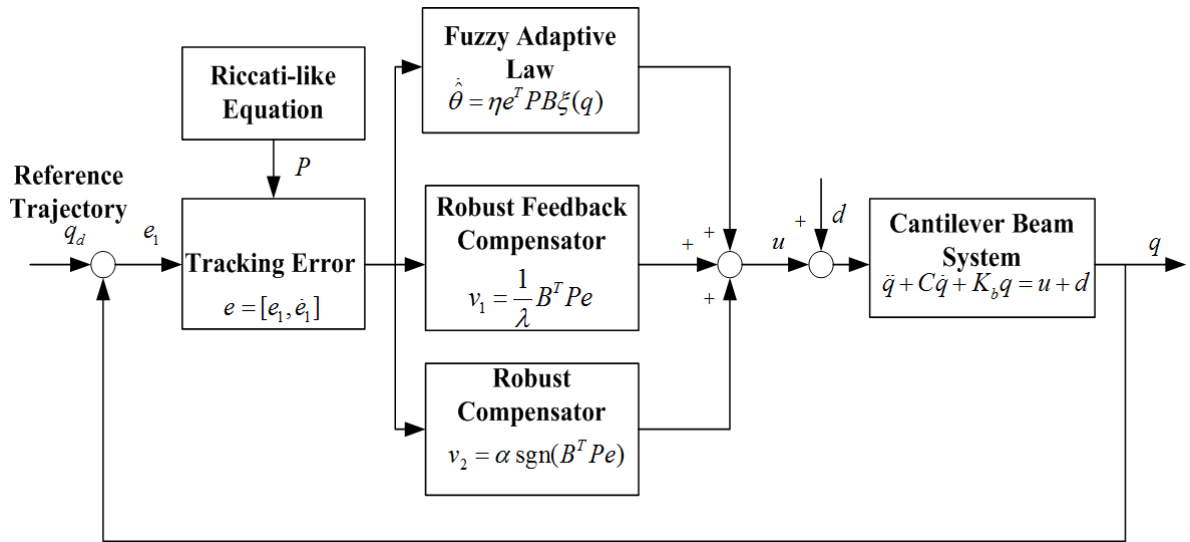 Riccati-like
Equation
P
Reference
Trajectory
q_d
e_1
Tracking Error
e = [e_1, ė_1]
Fuzzy Adaptive
Law
θ̂̇ = ηe^T PBξ(q)
Robust Feedback
Compensator
v_1 = \frac{1}{λ} B^T Pe
Robust
Compensator
v_2 = α sgn(B^T Pe)
+
+
+
u
+
d
Cantilever Beam
System
q̈ + Cq̇ + K_b q = u + d
q